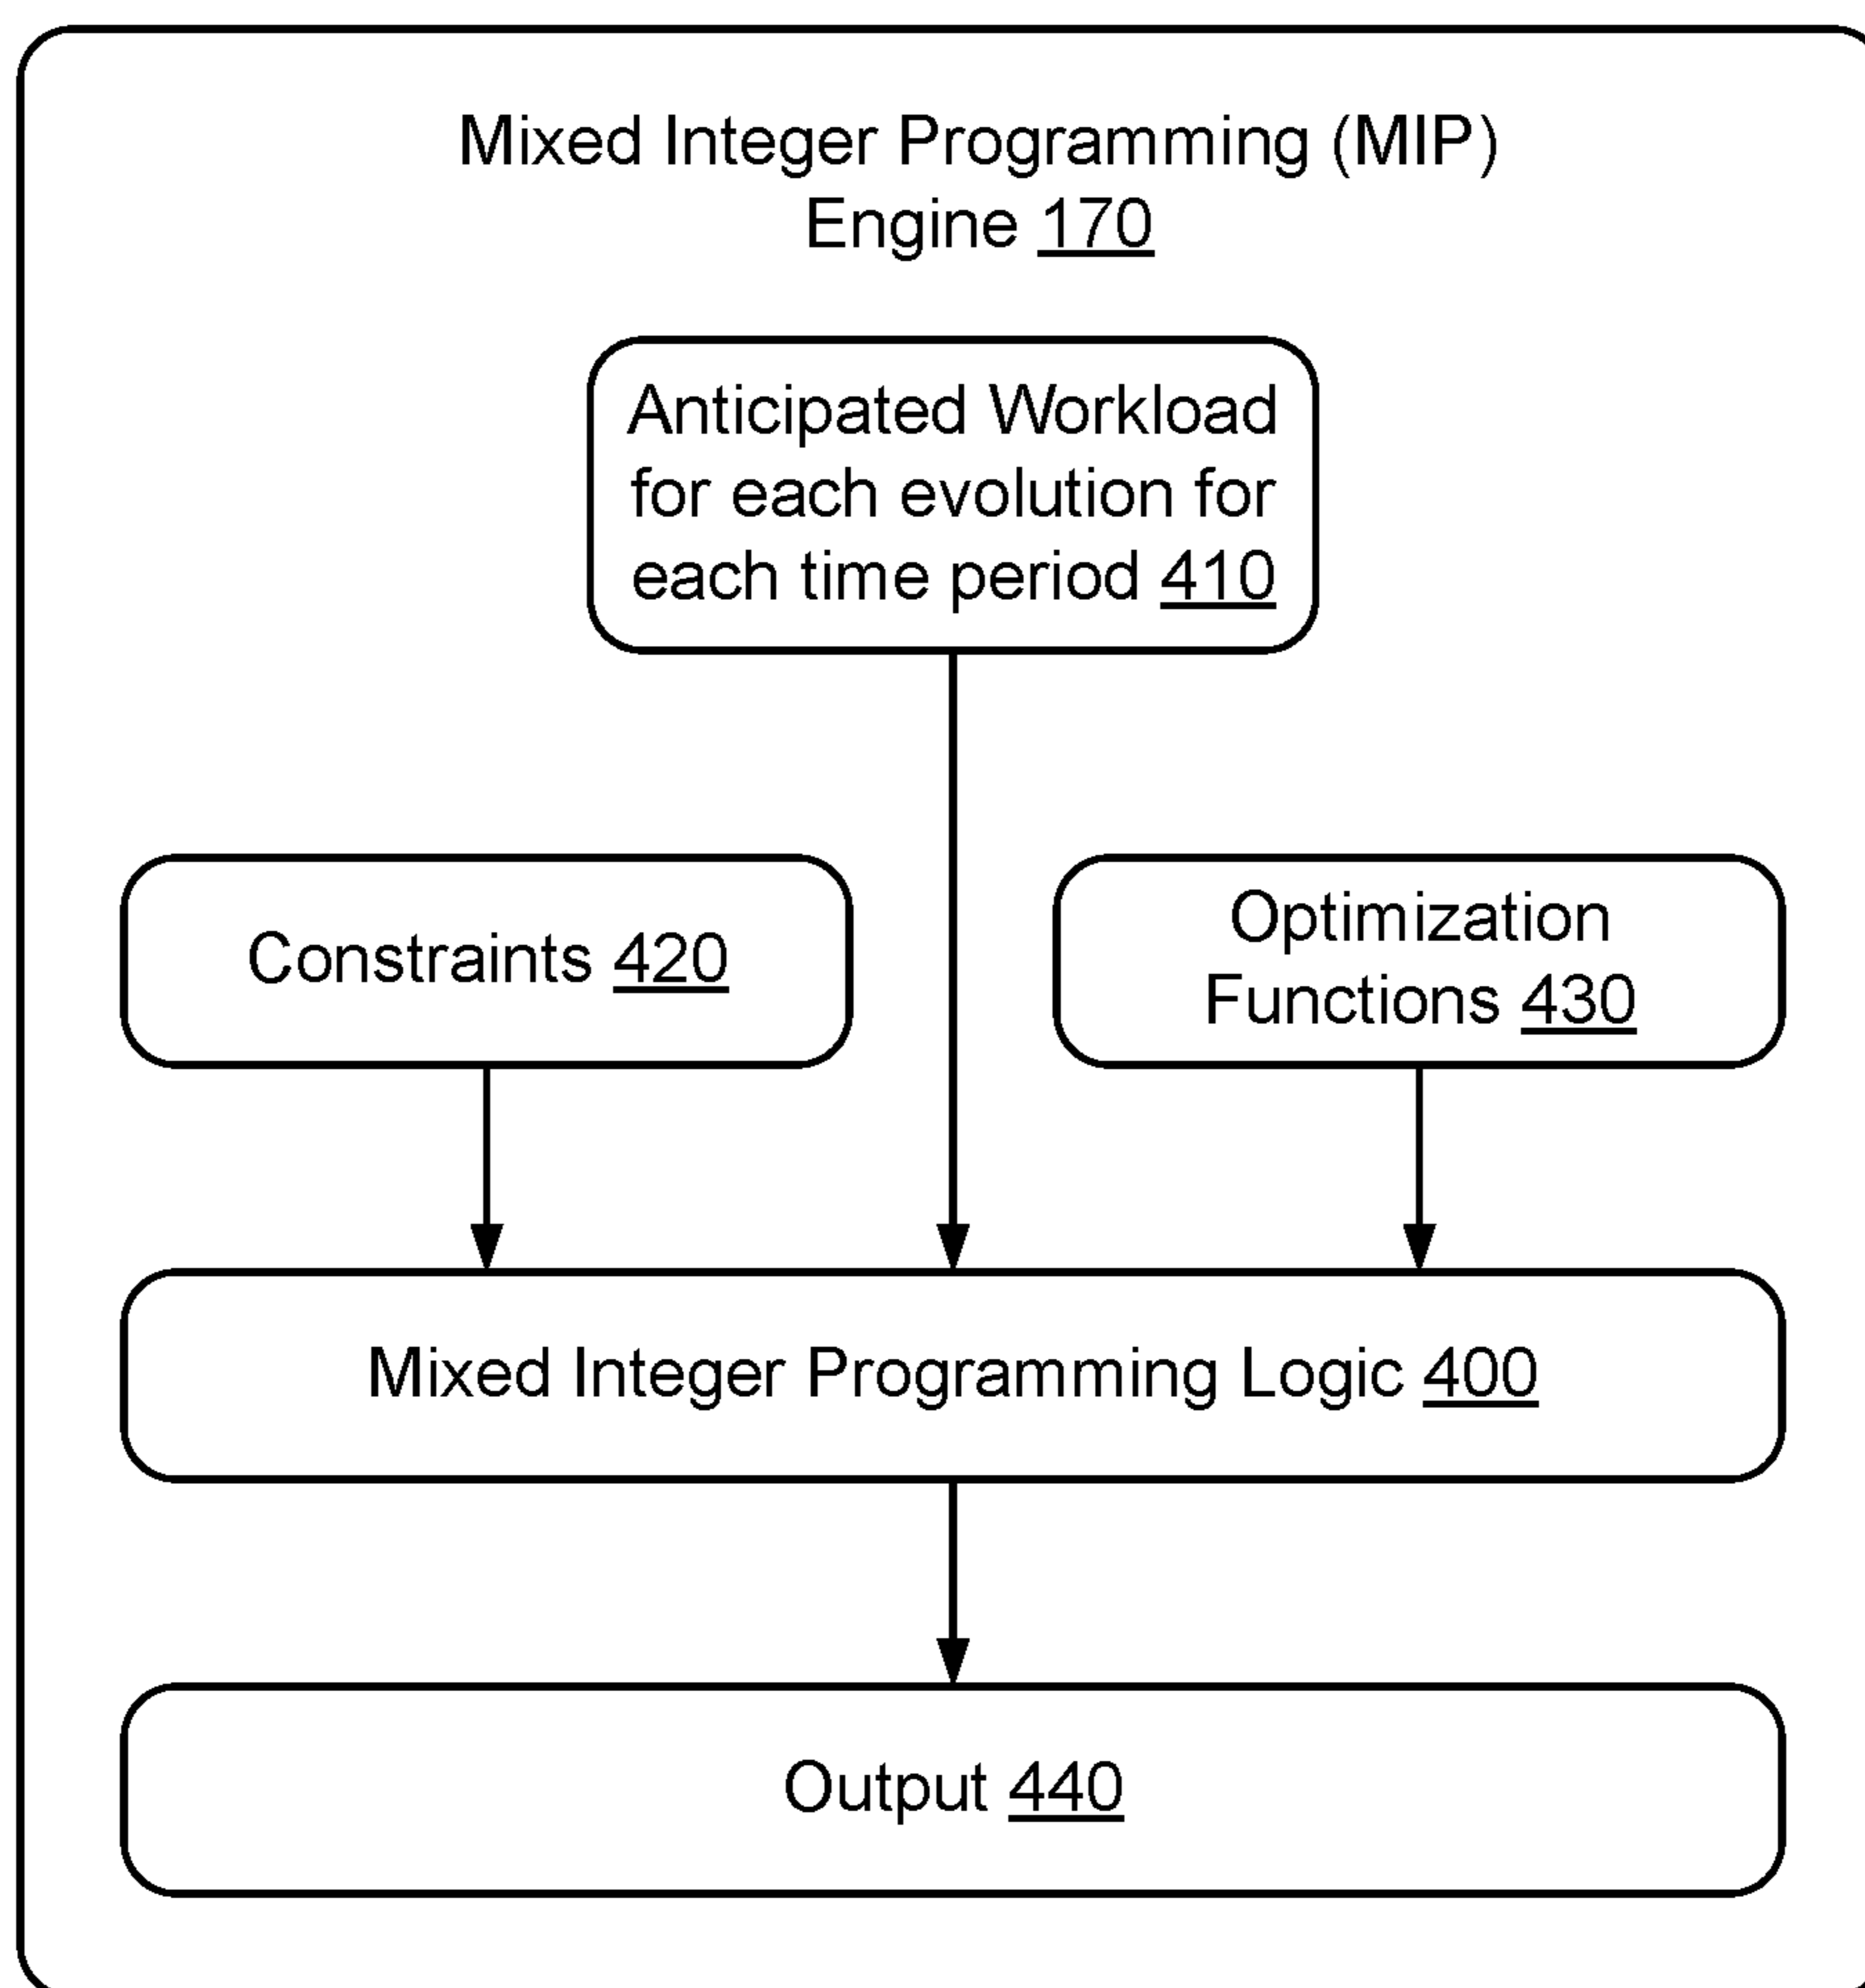 Mixed Integer Programming (MIP)
Engine 170
Anticipated Workload
for each evolution for
each time period 410
Constraints 420
Optimization
Functions 430
Mixed Integer Programming Logic 400
Output 440